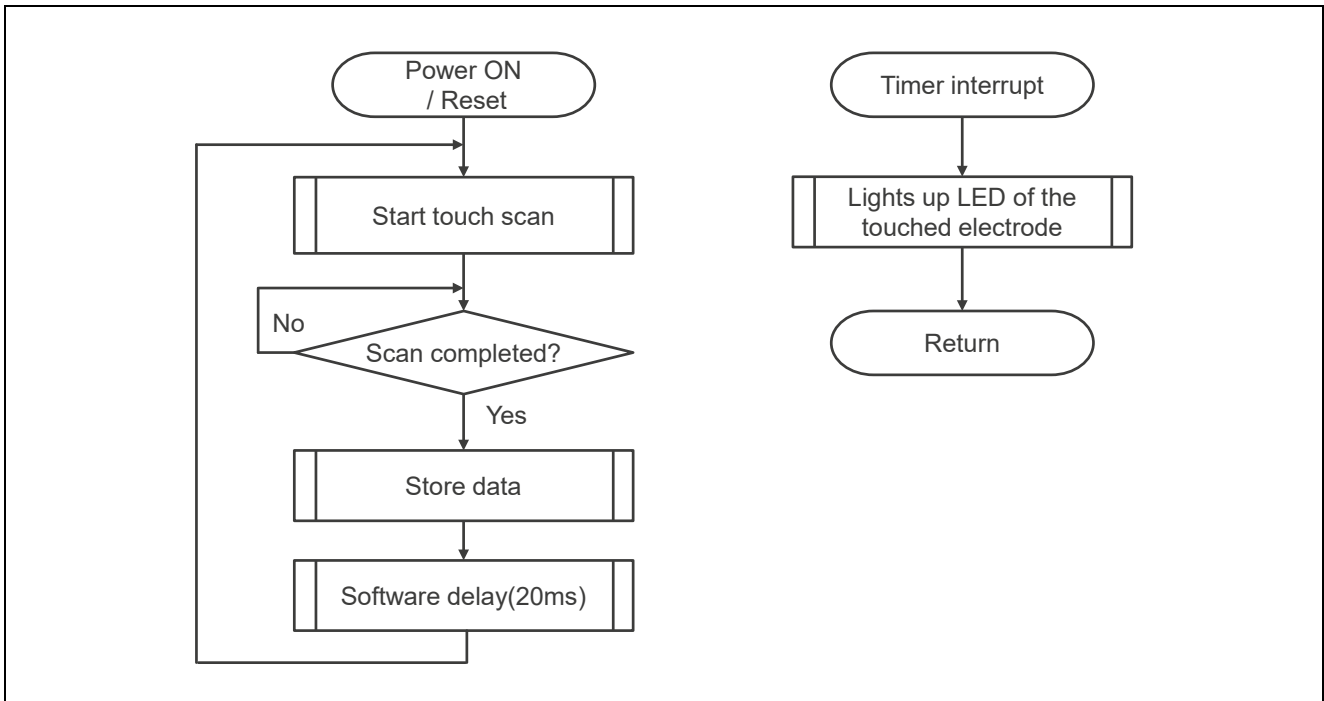 Power ON
/ Reset
Start touch scan
No
Scan completed?
Yes
Store data
Software delay(20ms)
Timer interrupt
Lights up LED of the
touched electrode
Return